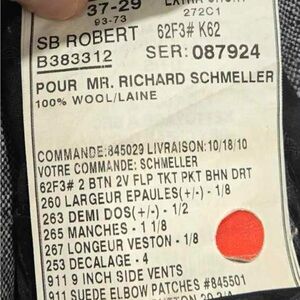 37-29
93-73
272C1
SB ROBERT 62F3# K62
B383312 SER: 087924
POUR MR. RICHARD SCHMELLER
100% WOOL/LAINE
COMMANDE:845029 LIVRAISON:10/18/10
VOTRE COMMANDE: SCHMELLER
62F3# 2 BTN 2V FLP TKT PKT BHN DRT
260 LARGEUR EPAULES(+/-) - 1/8
263 DEMI DOS(+/-) - 1/2
265 MANCHES - 1 1/8
267 LONGEUR VESTON - 1/8
253 DECALAGE - 4
911 9 INCH SIDE VENTS
911 SUEDE ELBOW PATCHES #845501